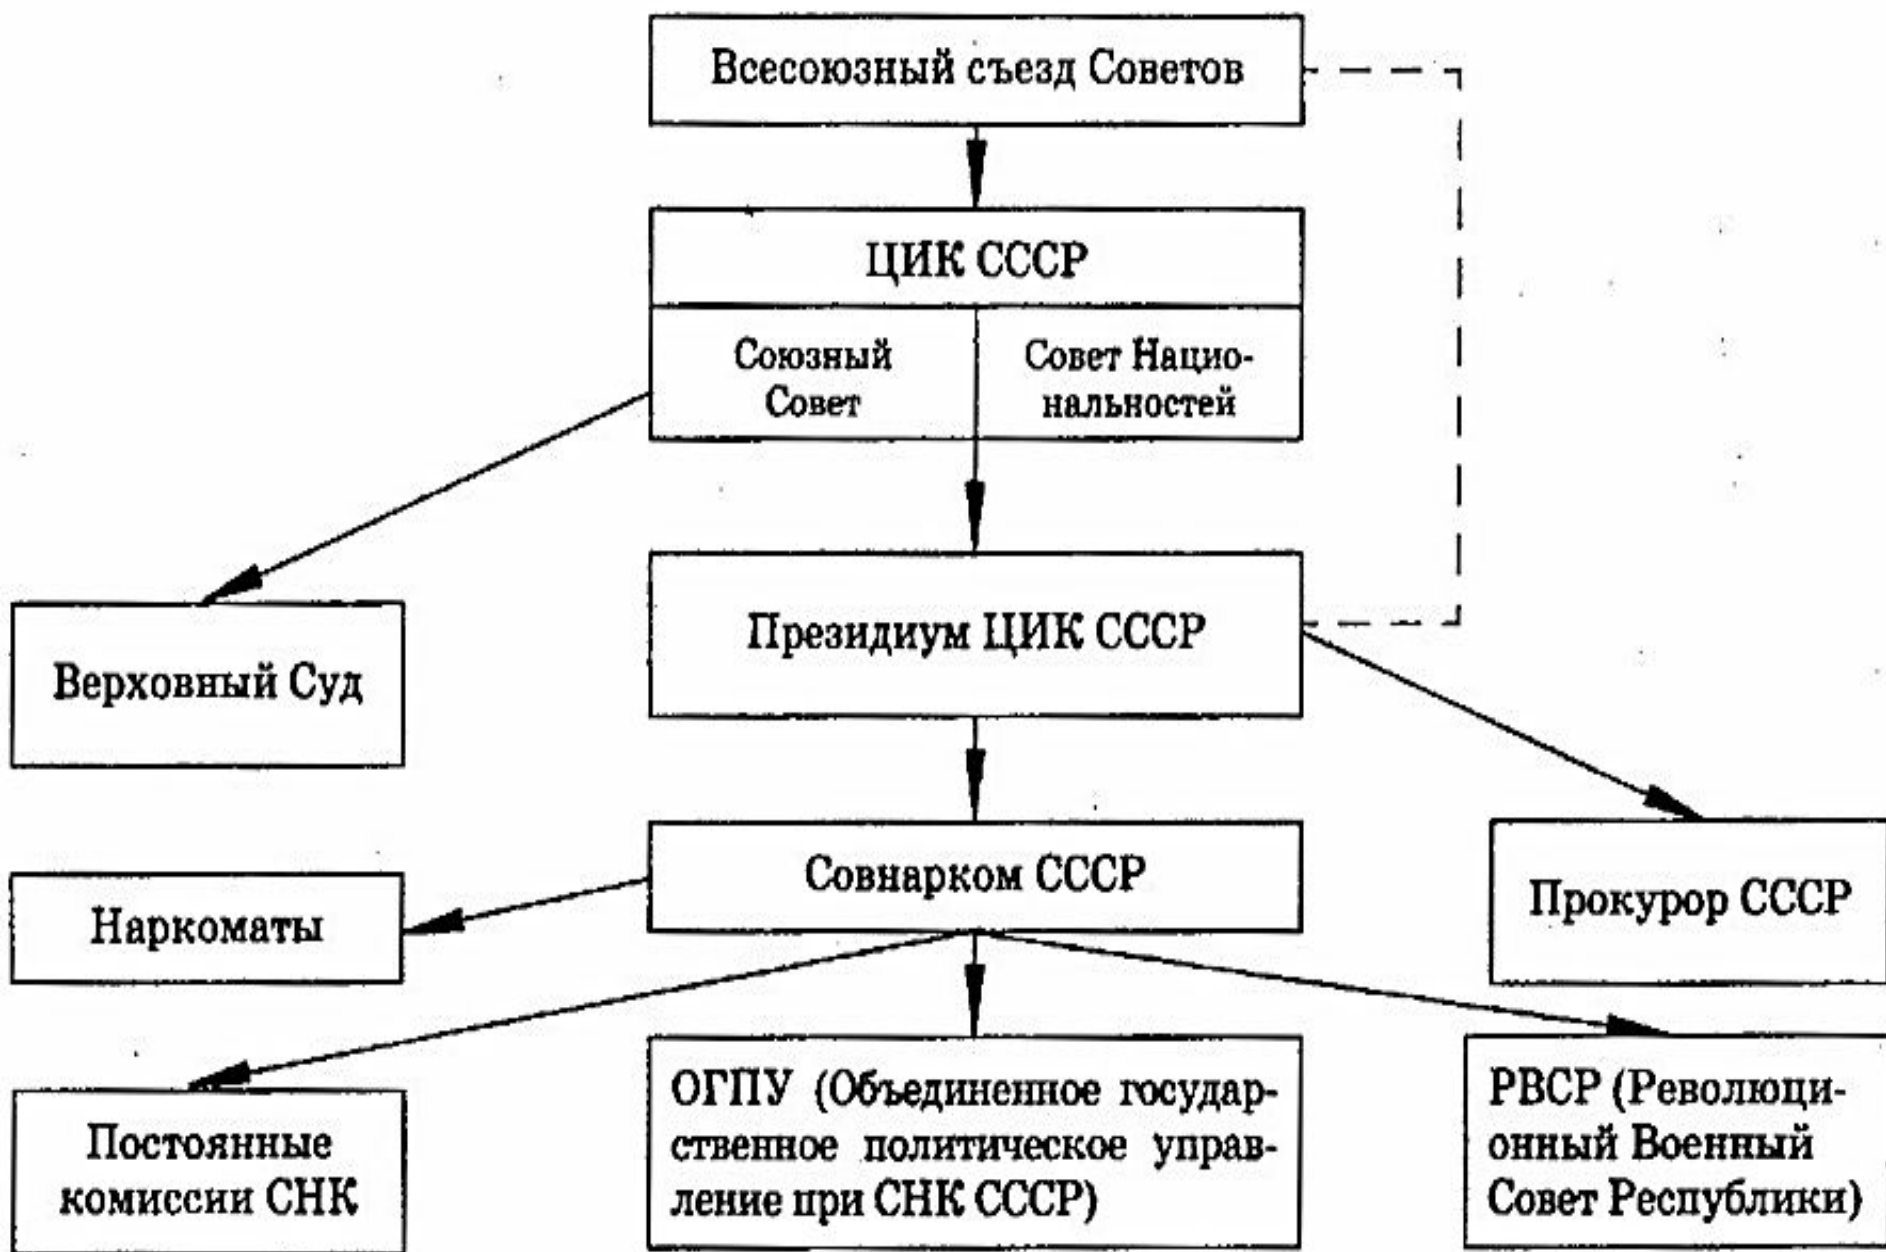 Всесоюзный съезд Советов
ЦИК СССР
Союзный
Совет
Совет Нацио-
нальностей
Верховный Суд
Президиум ЦИК СССР
Наркоматы
Совнарком СССР
Прокурор СССР
Постоянные
комиссии СНК
ОГПУ (Объединенное государ-
ственное политическое управ-
ление при СНК СССР)
РВСР (Революци-
онный Военный
Совет Республики)